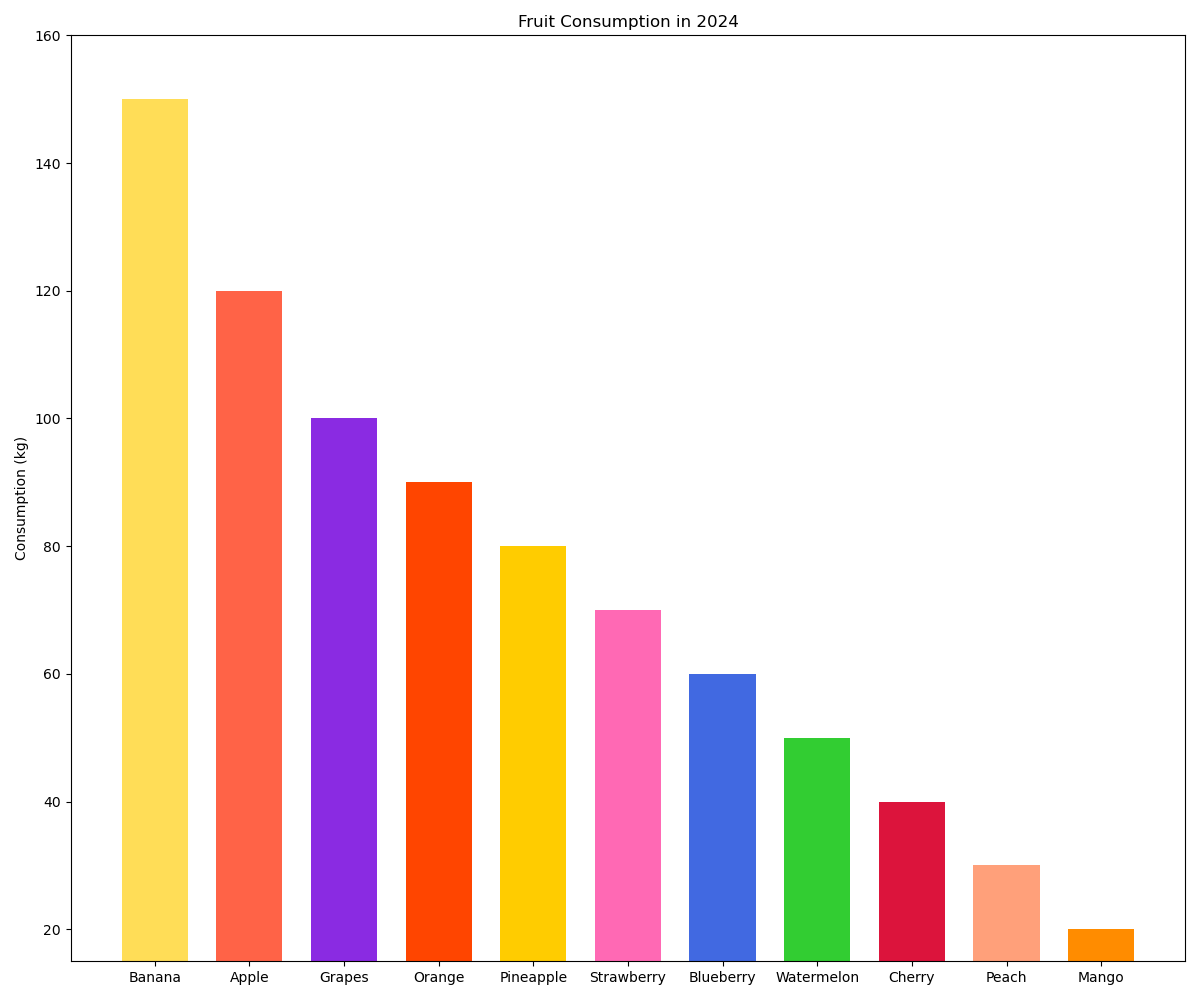 Fruit Consumption in 2024
160
140
120
100
80
60
40
20
Consumption (kg)
Banana Apple Grapes Orange Pineapple Strawberry Blueberry Watermelon Cherry Peach Mango